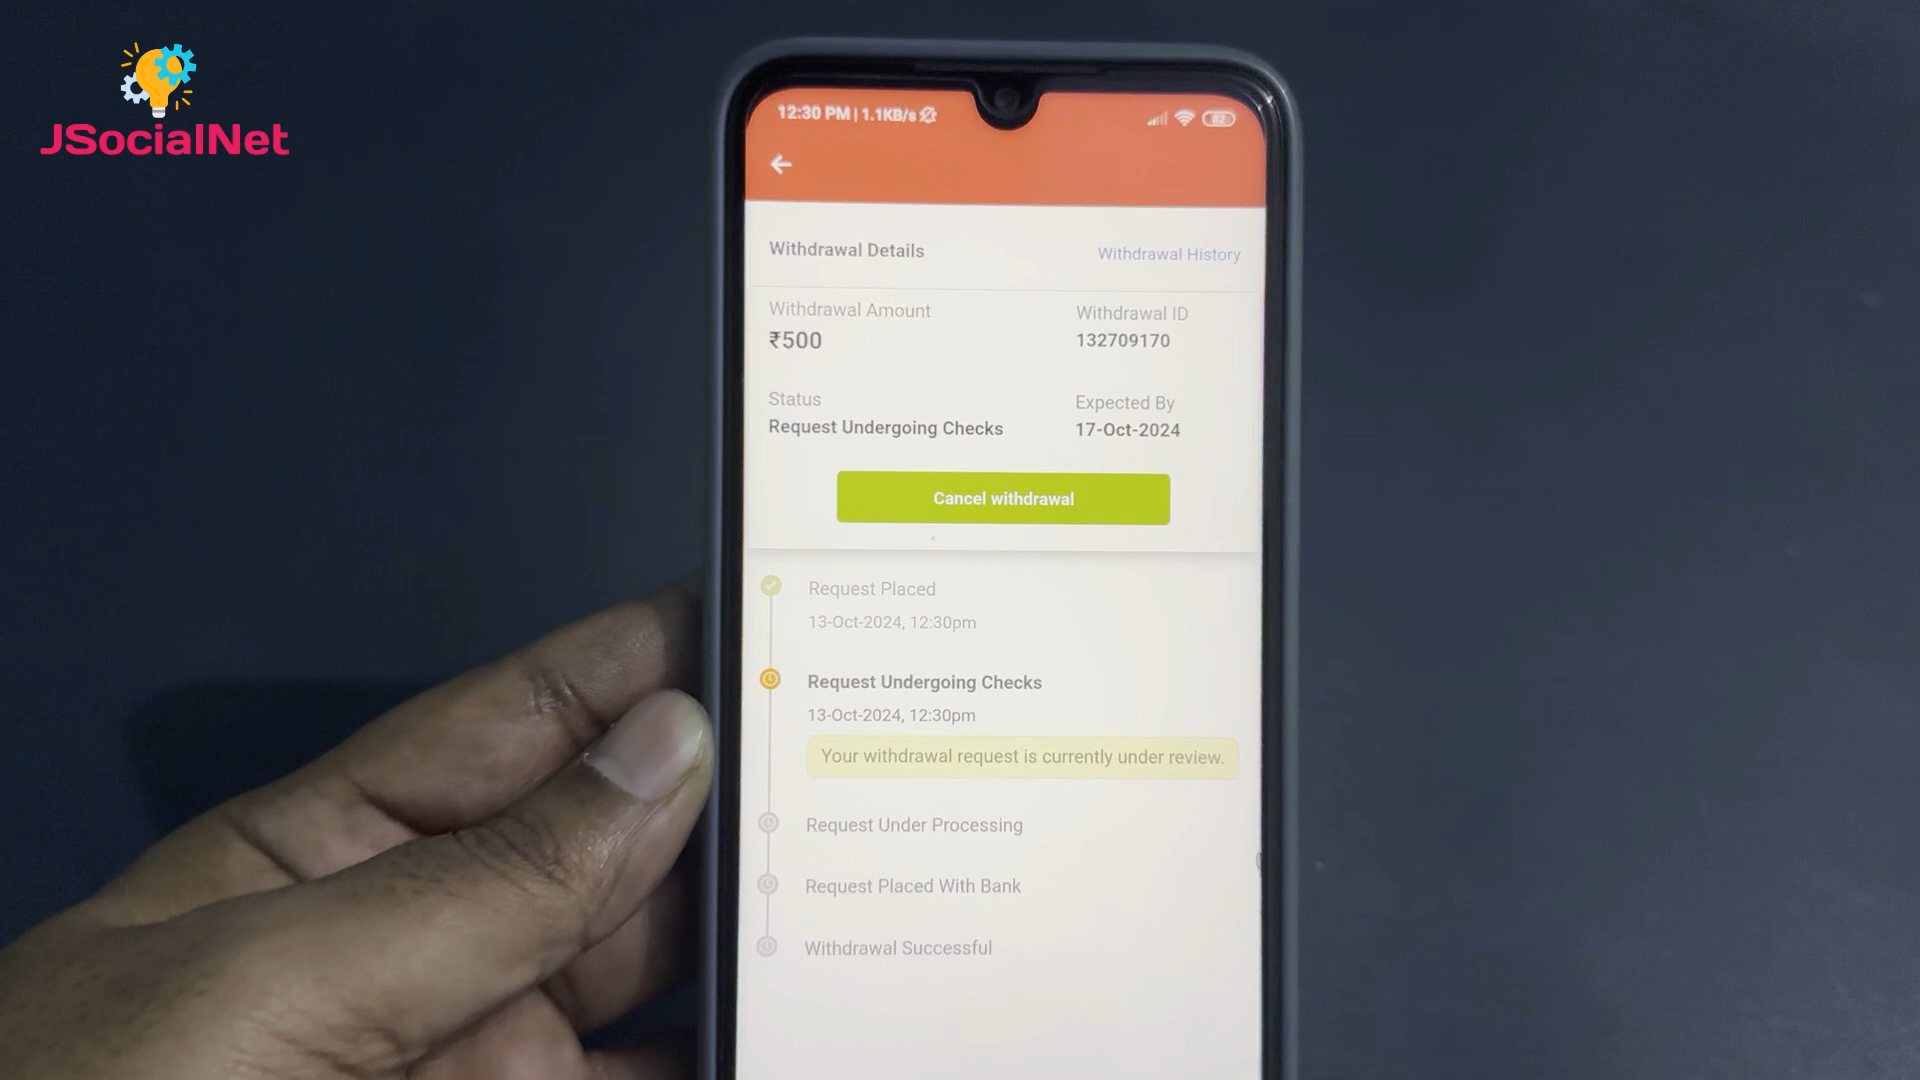 JSocialNet
12:30 PM | 1.1KB/s
82
Withdrawal Details
Withdrawal History
Withdrawal Amount
Withdrawal ID
₹500
132709170
Status
Expected By
Request Undergoing Checks
17-Oct-2024
Cancel withdrawal
Request Placed
13-Oct-2024, 12:30pm
Request Undergoing Checks
13-Oct-2024, 12:30pm
Your withdrawal request is currently under review.
Request Under Processing
Request Placed With Bank
Withdrawal Successful